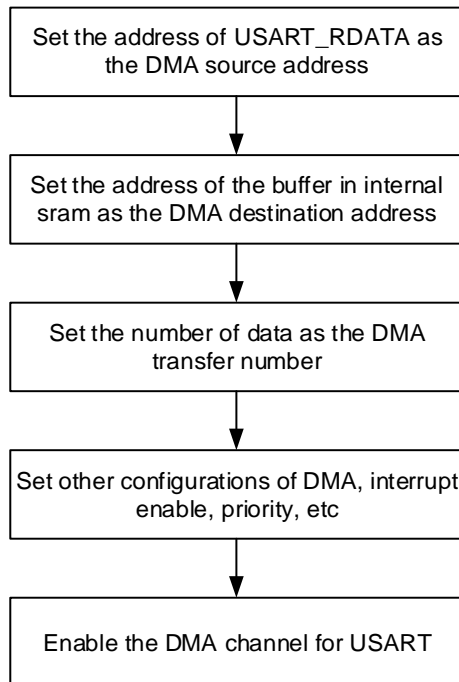 Set the address of USART_RDATA as
the DMA source address
Set the address of the buffer in internal
sram as the DMA destination address
Set the number of data as the DMA
transfer number
Set other configurations of DMA, interrupt
enable, priority, etc
Enable the DMA channel for USART